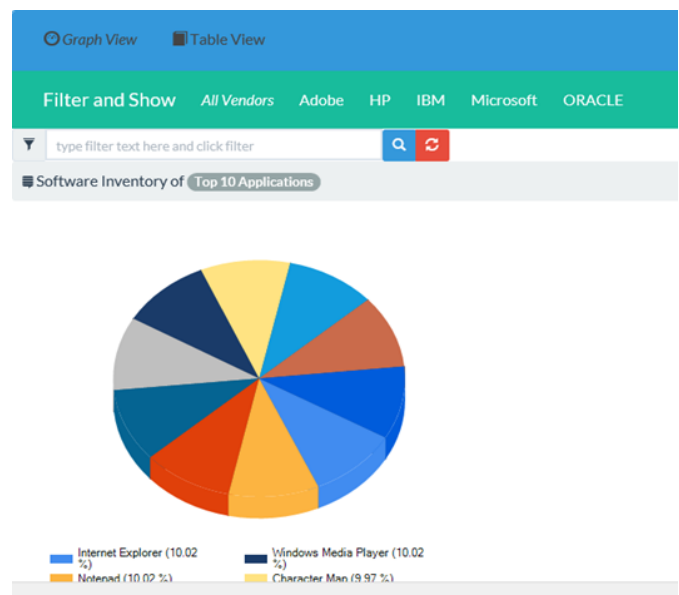 Graph View Table View
Filter and Show All Vendors Adobe HP IBM Microsoft ORACLE
type filter text here and click filter
Software Inventory of Top 10 Applications
Internet Explorer (10.02 %)
Windows Media Player (10.02 %)
Notepad (10.02 %)
Character Map (9.97 %)